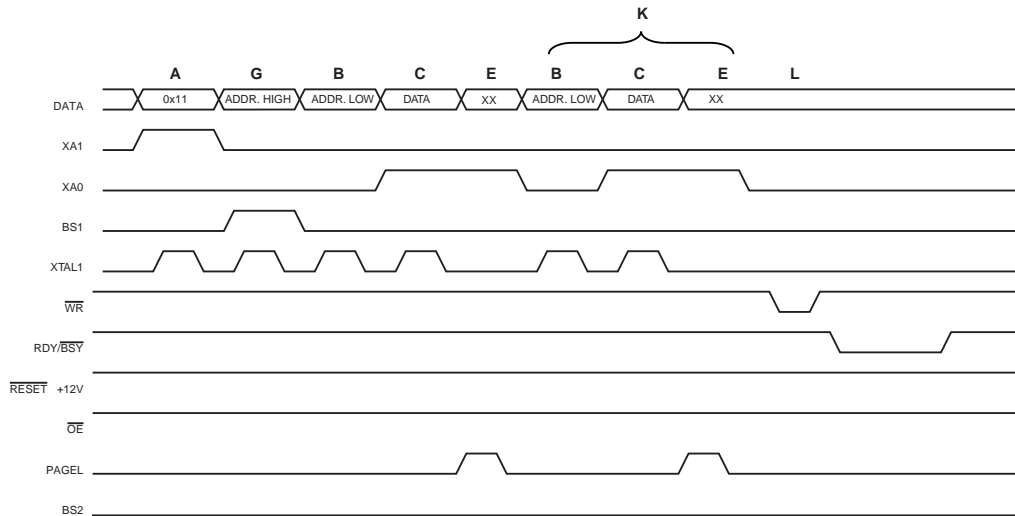 K
A G B C E B C E L
DATA 0x11 ADDR. HIGH ADDR. LOW DATA XX ADDR. LOW DATA XX
XA1
XA0
BS1
XTAL1
WR
RDY/BSY
RESET +12V
OE
PAGEL
BS2